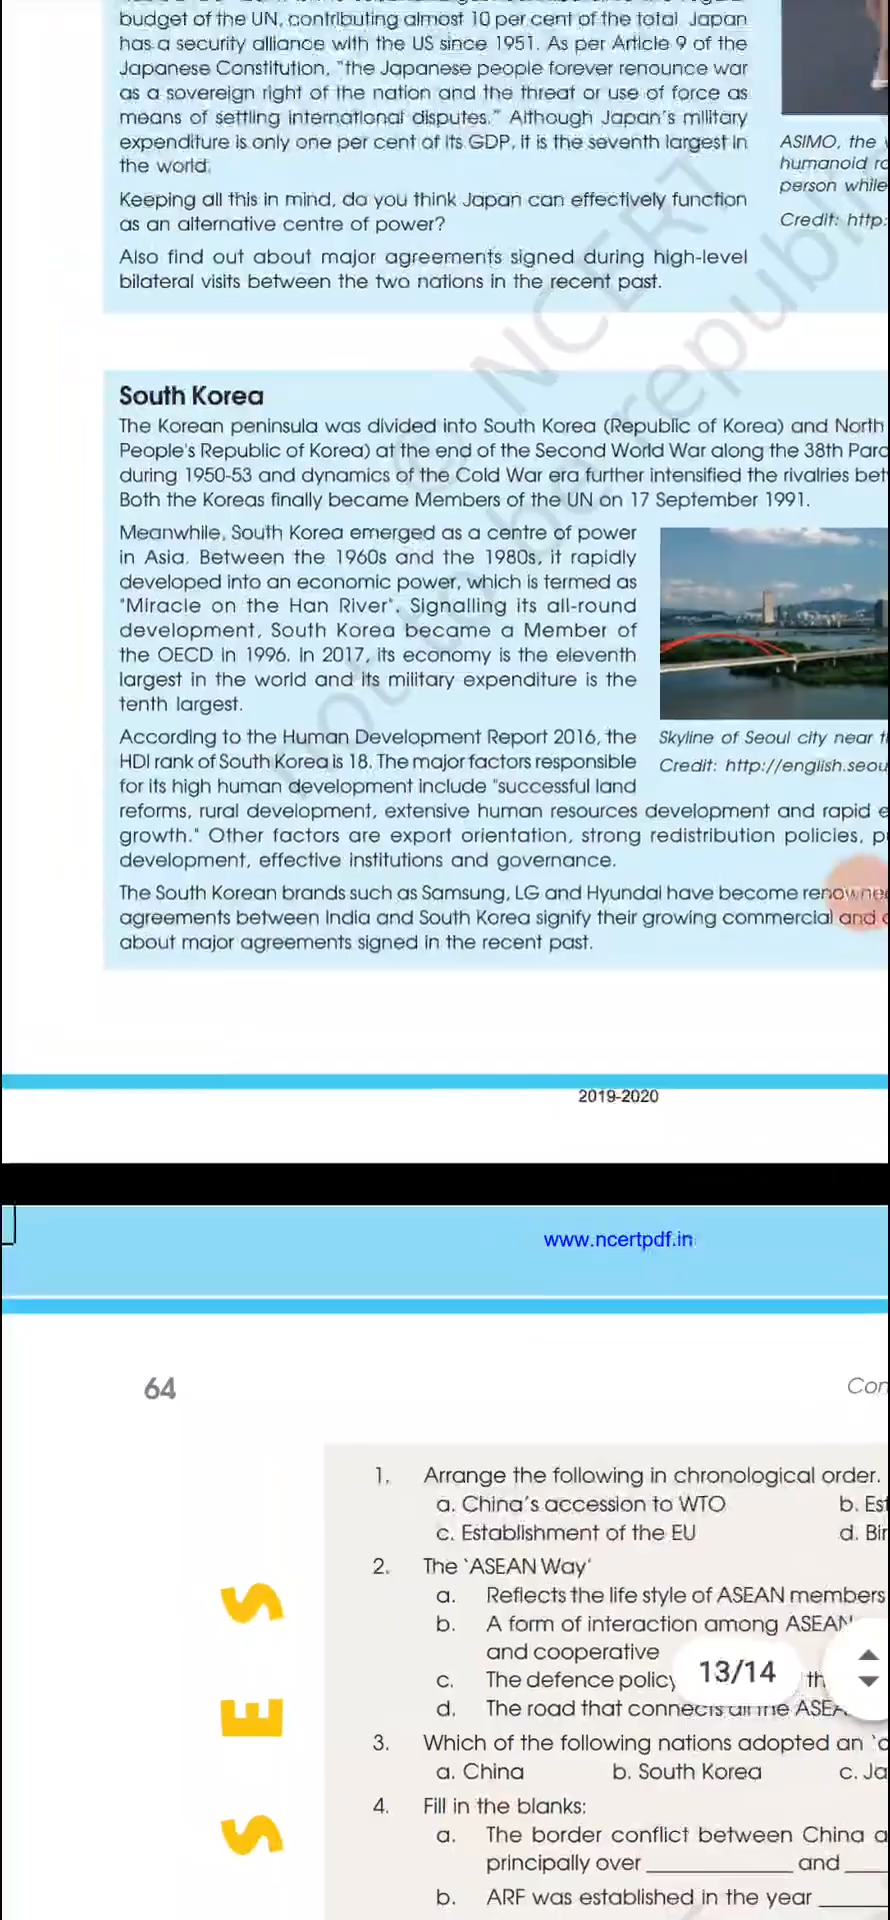 budget of the UN, contributing almost 10 per cent of the total. Japan
has a security alliance with the US since 1951. As per Article 9 of the
Japanese Constitution, "the Japanese people forever renounce war
as a sovereign right of the nation and the threat or use of force as
means of settling international disputes." Although Japan's military
expenditure is only one per cent of its GDP, it is the seventh largest in
the world.
Keeping all this in mind, do you think Japan can effectively function
as an alternative centre of power?
Also find out about major agreements signed during high-level
bilateral visits between the two nations in the recent past.
ASIMO, the
humanoid
person while
Credit: http:
© NCERT
not to be republi
South Korea
The Korean peninsula was divided into South Korea (Republic of Korea) and North
People's Republic of Korea) at the end of the Second World War along the 38th
during 1950-53 and dynamics of the Cold War era further intensified the rivalries
Both the Koreas finally became Members of the UN on 17 September 1991.
Meanwhile, South Korea emerged as a centre of power
in Asia. Between the 1960s and the 1980s, it rapidly
developed into an economic power, which is termed as
"Miracle on the Han River". Signalling its all-round
development, South Korea became a Member of
the OECD in 1996. In 2017, its economy is the eleventh
largest in the world and its military expenditure is the
tenth largest.
Skyline of Seoul city near
Credit: http://english.seou
According to the Human Development Report 2016, the
HDI rank of South Korea is 18. The major factors responsible
for its high human development include "successful land
reforms, rural development, extensive human resources development and rapid
growth." Other factors are export orientation, strong redistribution policies,
development, effective institutions and governance.
The South Korean brands such as Samsung, LG and Hyundai have become renowned
agreements between India and South Korea signify their growing commercial and
about major agreements signed in the recent past.
2019-2020
www.ncertpdf.in
64
Con
1. Arrange the following in chronological order.
a. China's accession to WTO b. Est
c. Establishment of the EU d. Bir
2. The 'ASEAN Way'
a. Reflects the life style of ASEAN members
b. A form of interaction among ASEAN
and cooperative
c. The defence policy
d. The road that connects all the ASEA
13/14
3. Which of the following nations adopted an
a. China b. South Korea c. Ja
4. Fill in the blanks:
a. The border conflict between China
principally over ____________ and ____
b. ARF was established in the year ______
S E S